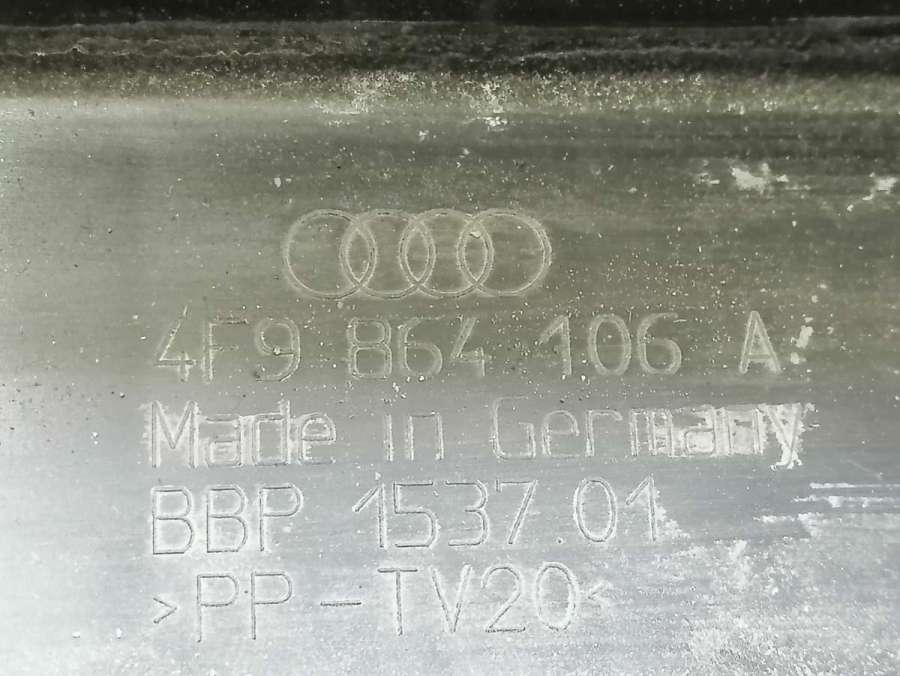 4F9 864 106 A
Made in Germany
BBP 1537.01
>PP-TV20<